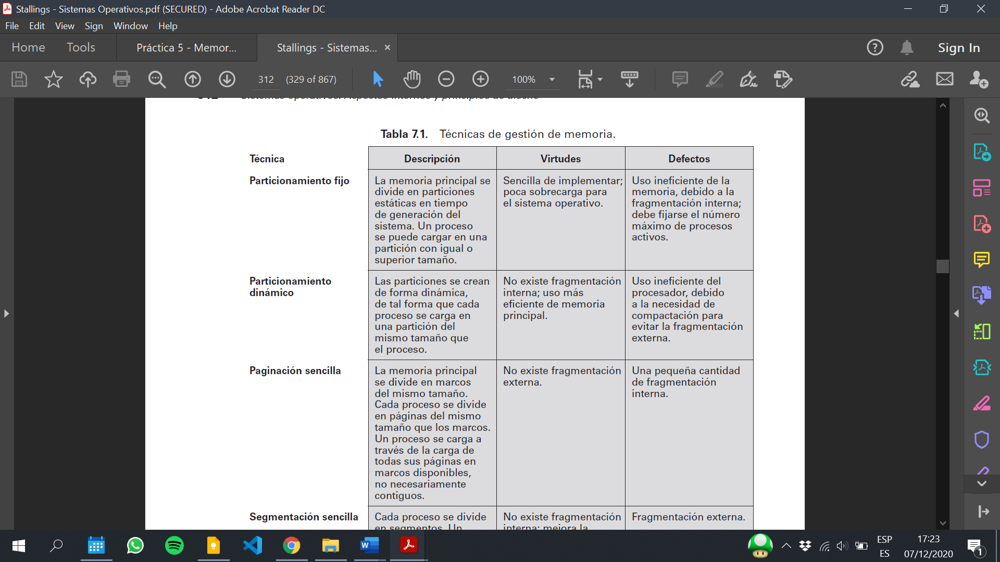 Stallings - Sistemas Operativos.pdf (SECURED) - Adobe Acrobat Reader DC
File Edit View Sign Window Help
Home Tools Práctica 5 - Memor... Stallings - Sistemas... × Sign In
312 (329 of 867) 100%
Sistemas operativos. Aspectos internos y principios de diseño
Tabla 7.1. Técnicas de gestión de memoria.
Técnica Descripción Virtudes Defectos
Particionamiento fijo
La memoria principal se
divide en particiones
estáticas en tiempo
de generación del
sistema. Un proceso
se puede cargar en una
partición con igual o
superior tamaño.
Sencilla de implementar;
poca sobrecarga para
el sistema operativo.
Uso ineficiente de la
memoria, debido a la
fragmentación interna;
debe fijarse el número
máximo de procesos
activos.
Particionamiento
dinámico
Las particiones se crean
de forma dinámica,
de tal forma que cada
proceso se carga en
una partición del
mismo tamaño que
el proceso.
No existe fragmentación
interna; uso más
eficiente de memoria
principal.
Uso ineficiente del
procesador, debido
a la necesidad de
compactación para
evitar la fragmentación
externa.
Paginación sencilla
La memoria principal
se divide en marcos
del mismo tamaño.
Cada proceso se divide
en páginas del mismo
tamaño que los marcos.
Un proceso se carga a
través de la carga de
todas sus páginas en
marcos disponibles,
no necesariamente
contiguos.
No existe fragmentación
externa.
Una pequeña cantidad
de fragmentación
interna.
Segmentación sencilla
Cada proceso se divide
en segmentos. Un
No existe fragmentación
interna; mejora la
Fragmentación externa.
ESP
ES
17:23
07/12/2020
1